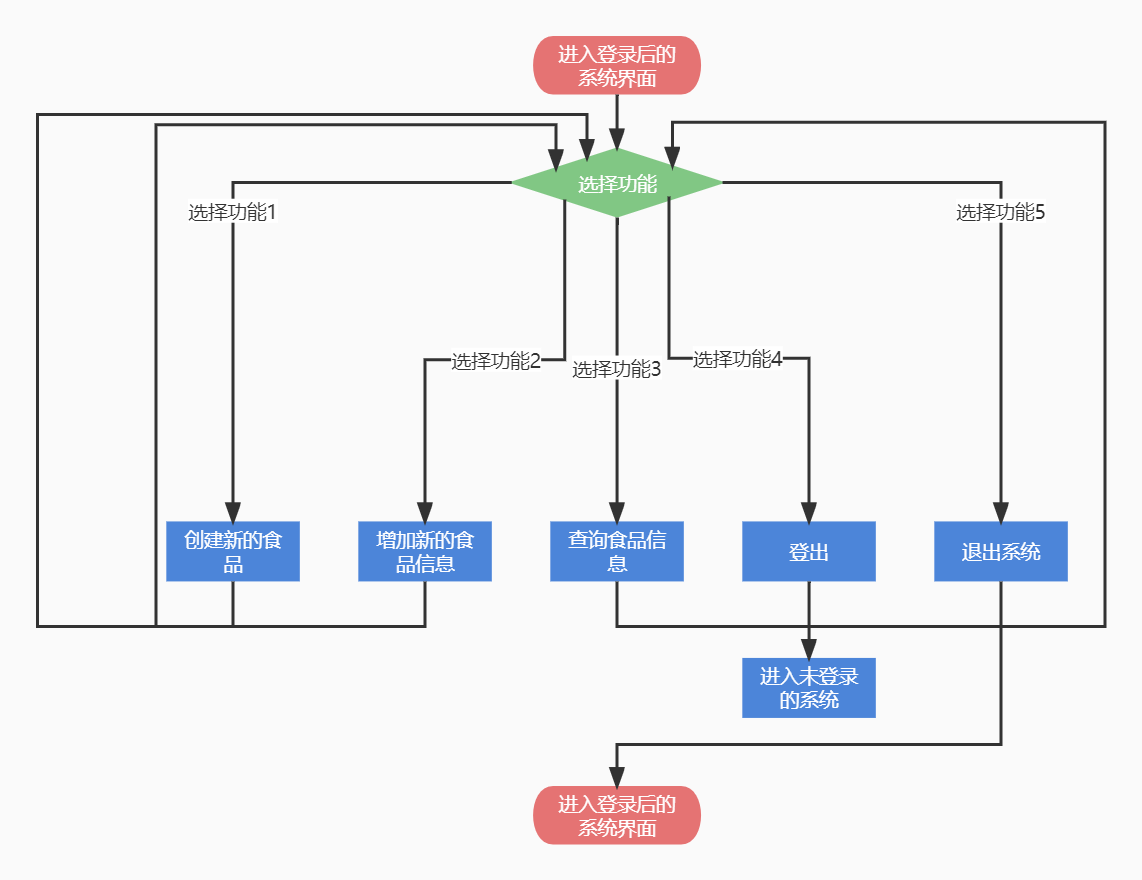 进入登录后的
系统界面
选择功能
选择功能1
选择功能5
选择功能2
选择功能3
选择功能4
创建新的食
品
增加新的食
品信息
查询食品信
息
登出
退出系统
进入未登录
的系统
进入登录后的
系统界面